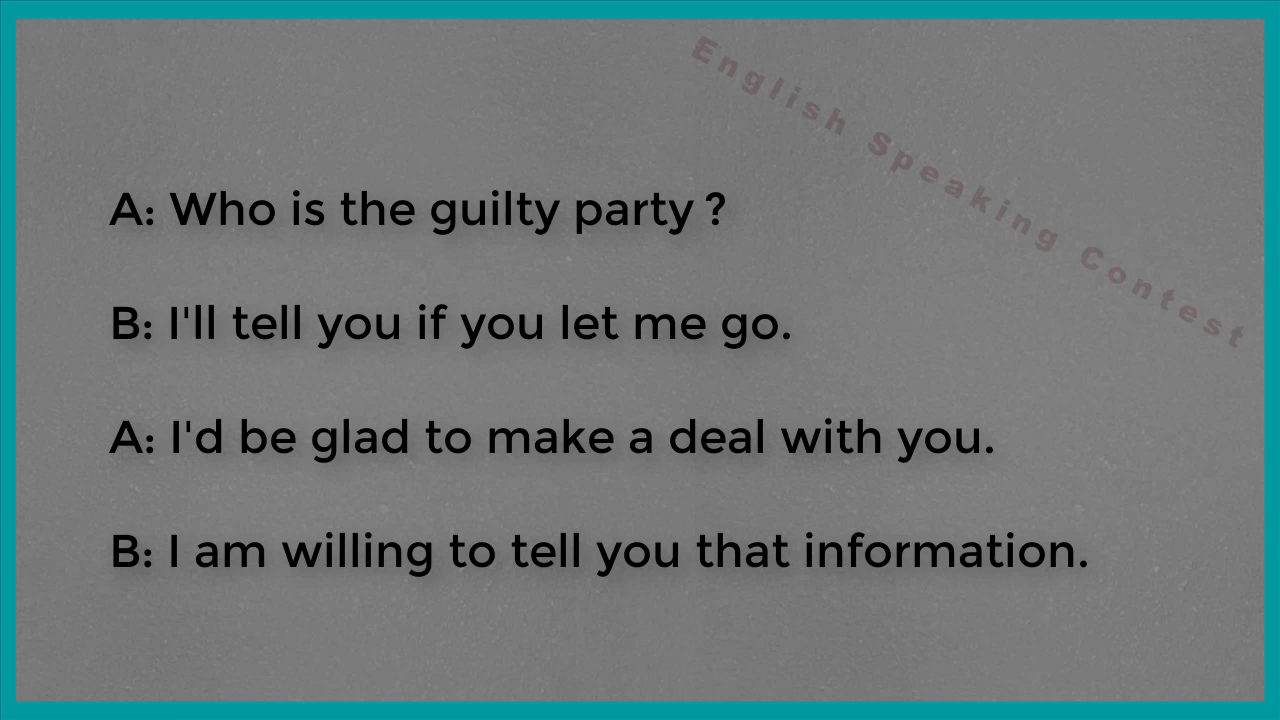 English Speaking Contest
A: Who is the guilty party ?
B: I'll tell you if you let me go.
A: I'd be glad to make a deal with you.
B: I am willing to tell you that information.